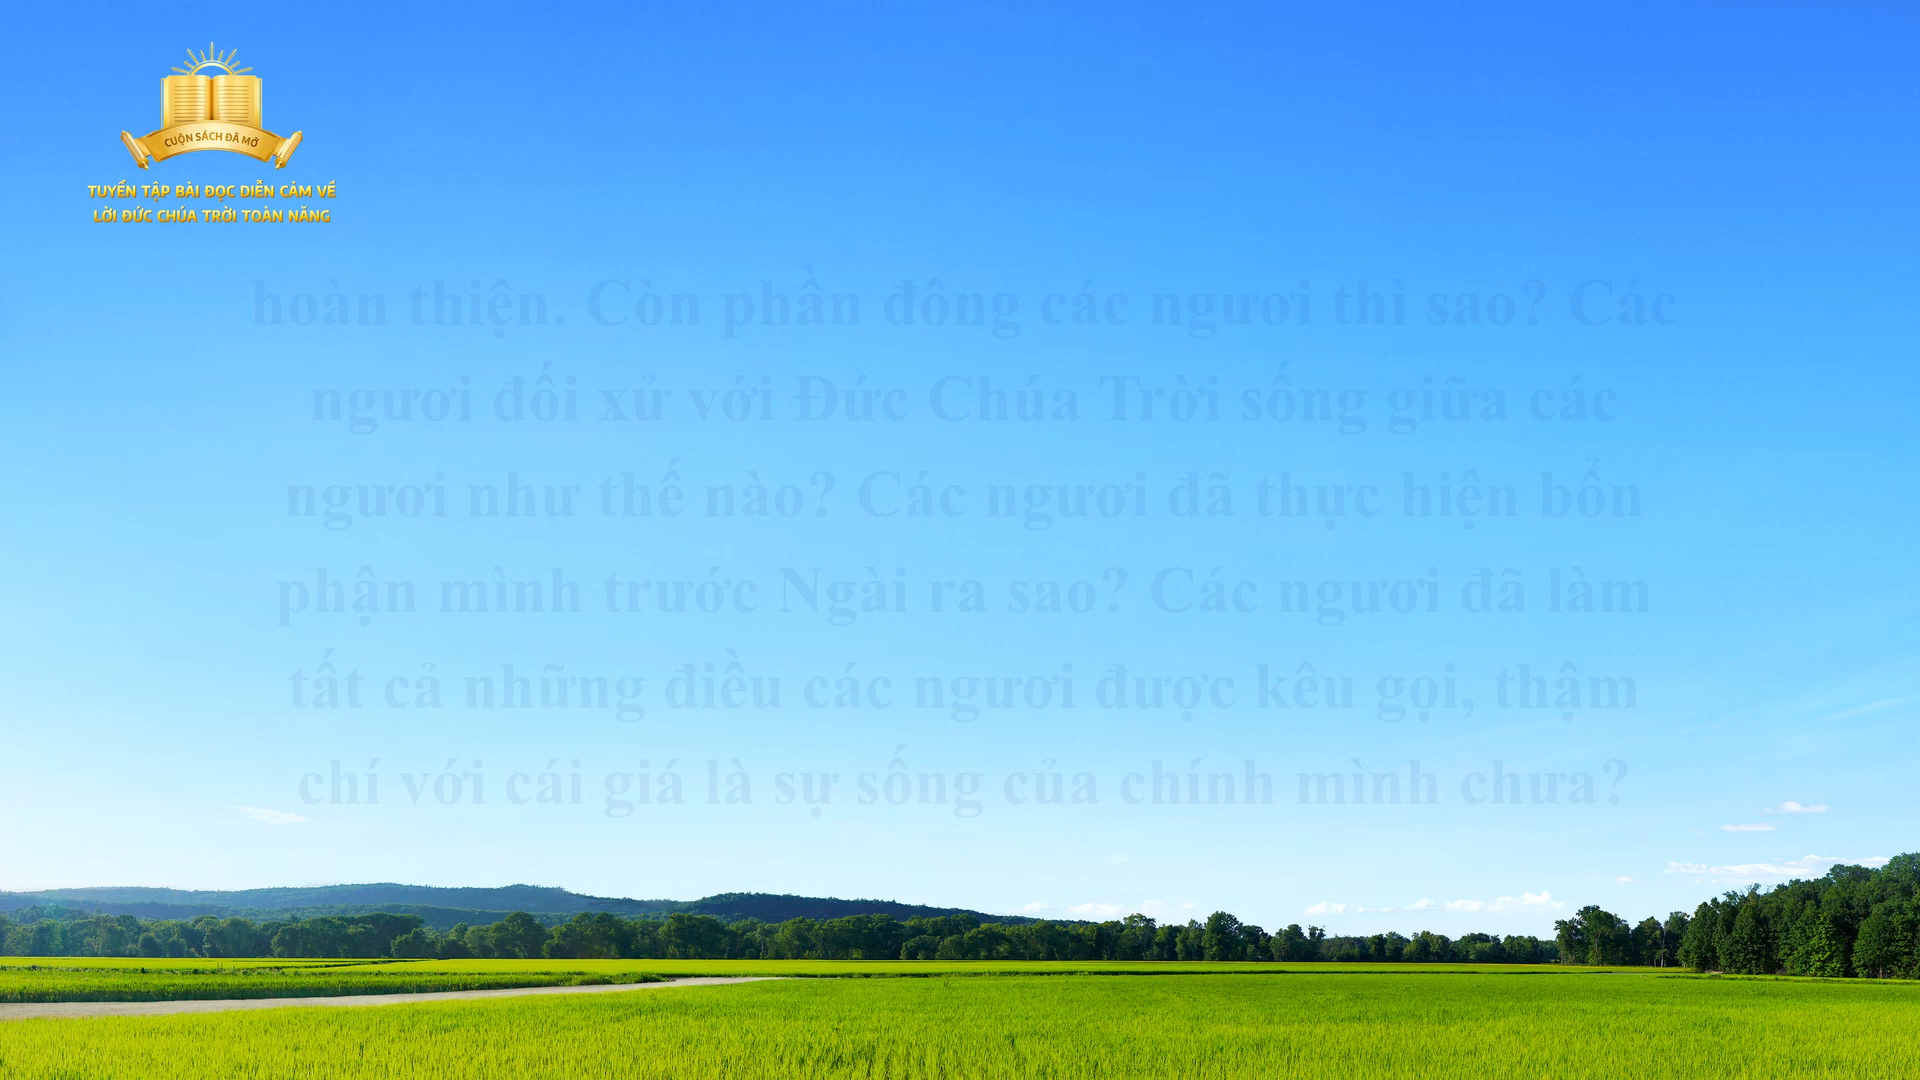 CUỘN SÁCH ĐÃ MỞ
TUYỂN TẬP BÀI ĐỌC DIỄN CẢM VỀ
LỜI ĐỨC CHÚA TRỜI TOÀN NĂNG
hoàn thiện. Còn phần đông các ngươi thì sao? Các
ngươi đối xử với Đức Chúa Trời sống giữa các
ngươi như thế nào? Các ngươi đã thực hiện bổn
phận mình trước Ngài ra sao? Các ngươi đã làm
tất cả những điều các ngươi được kêu gọi, thậm
chí với cái giá là sự sống của chính mình chưa?